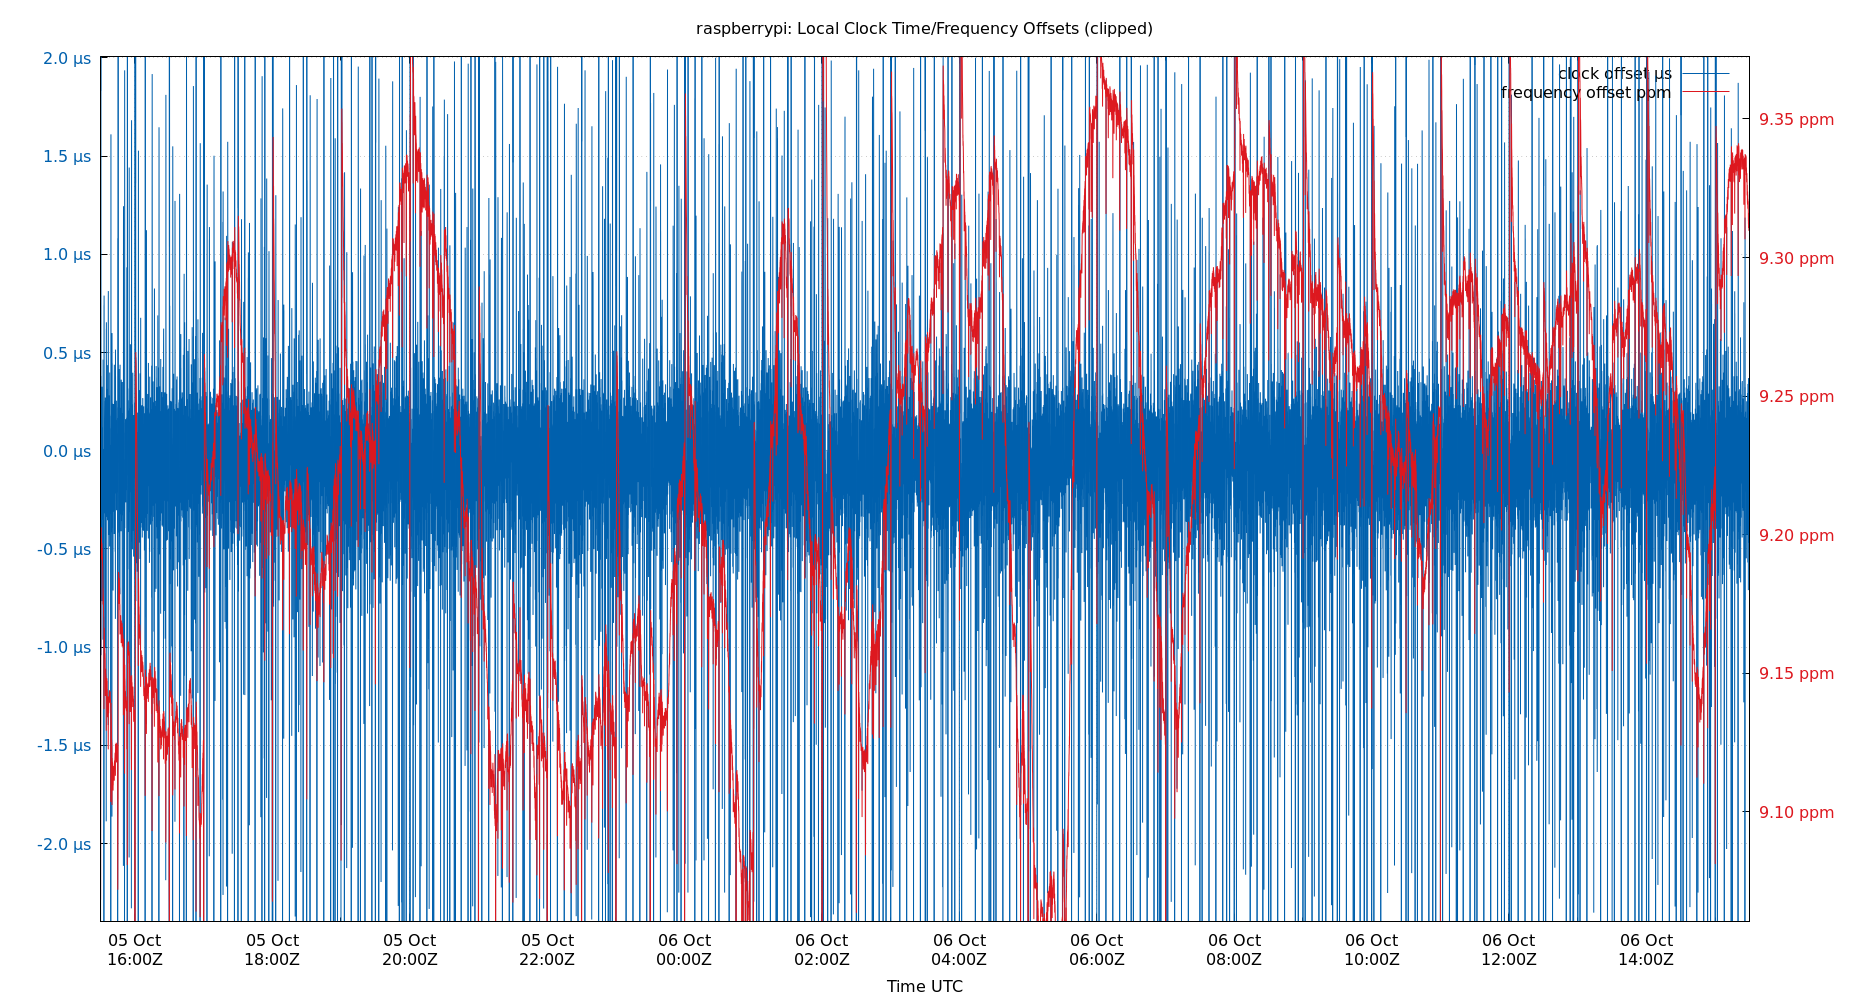 raspberrypi: Local Clock Time/Frequency Offsets (clipped)
2.0 µs
1.5 µs
1.0 µs
0.5 µs
0.0 µs
-0.5 µs
-1.0 µs
-1.5 µs
-2.0 µs
clock offset µs
frequency offset ppm
9.35 ppm
9.30 ppm
9.25 ppm
9.20 ppm
9.15 ppm
9.10 ppm
05 Oct 05 Oct 05 Oct 05 Oct 06 Oct 06 Oct 06 Oct 06 Oct 06 Oct 06 Oct 06 Oct 06 Oct
16:00Z 18:00Z 20:00Z 22:00Z 00:00Z 02:00Z 04:00Z 06:00Z 08:00Z 10:00Z 12:00Z 14:00Z
Time UTC